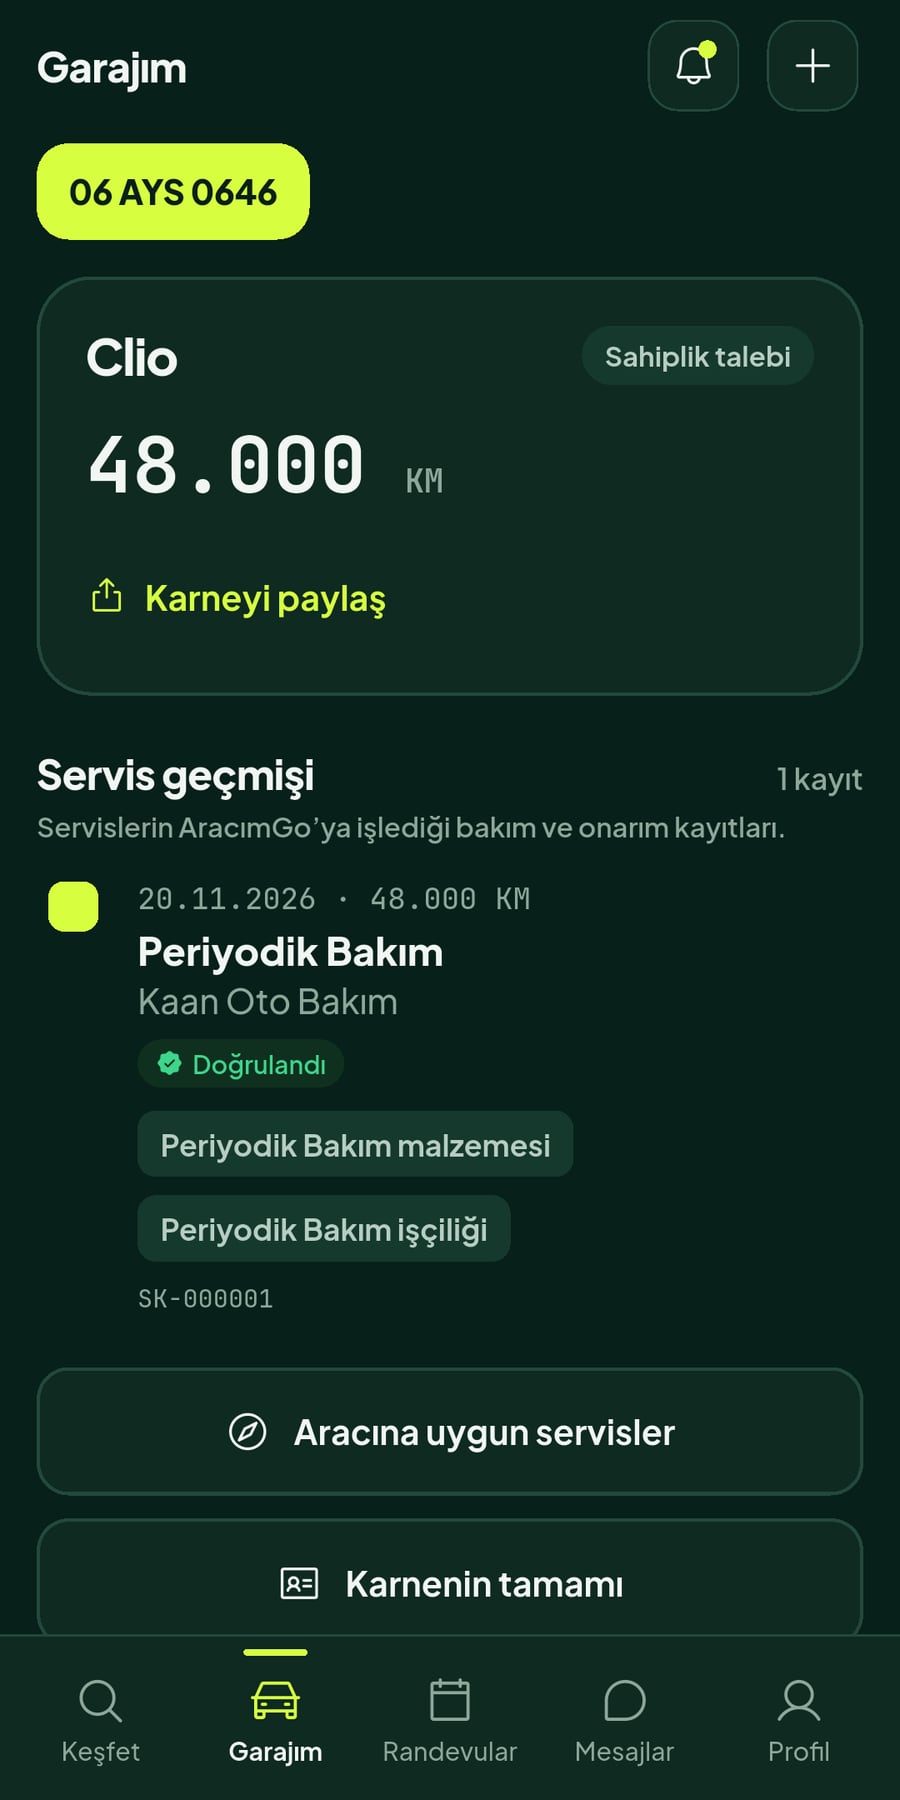 Garajım
06 AYS 0646
Clio
Sahiplik talebi
48.000 KM
Karneyi paylaş
Servis geçmişi
1 kayıt
Servislerin AracımGo’ya işlediği bakım ve onarım kayıtları.
20.11.2026 · 48.000 KM
Periyodik Bakım
Kaan Oto Bakım
Doğrulandı
Periyodik Bakım malzemesi
Periyodik Bakım işçiliği
SK-000001
Aracına uygun servisler
Karnenin tamamı
Keşfet
Garajım
Randevular
Mesajlar
Profil